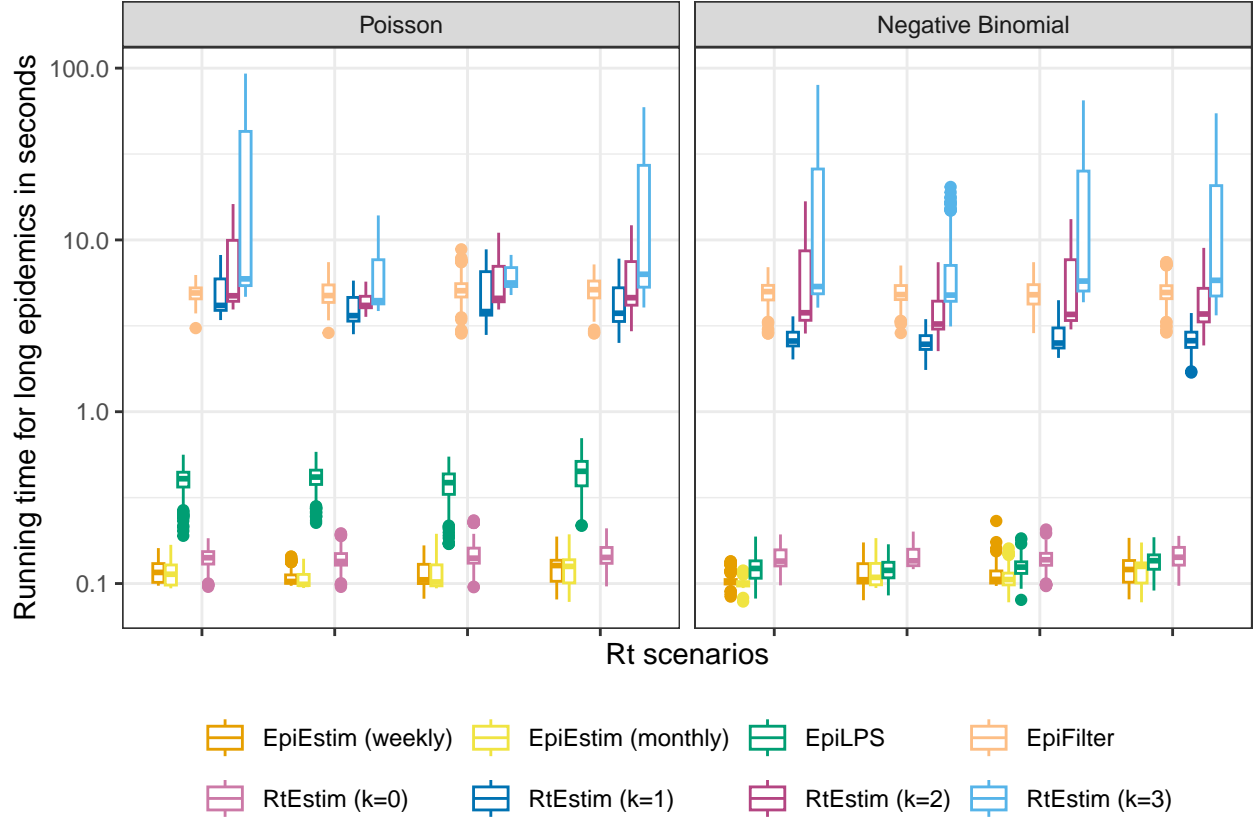 Poisson
Negative Binomial
Running time for long epidemics in seconds
100.0
10.0
1.0
0.1
Rt scenarios
EpiEstim (weekly) EpiEstim (monthly) EpiLPS EpiFilter
RtEstim (k=0) RtEstim (k=1) RtEstim (k=2) RtEstim (k=3)